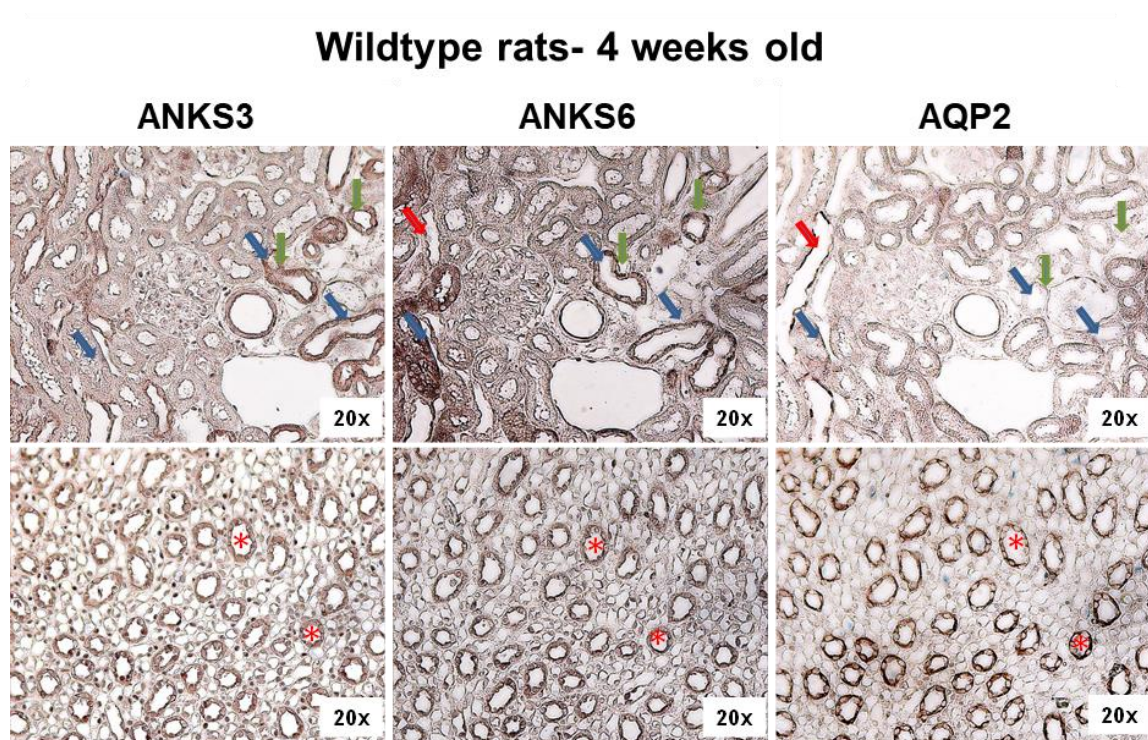 Wildtype rats- 4 weeks old
ANKS3 ANKS6 AQP2
20x 20x 20x
* * *
* * *
20x 20x 20x